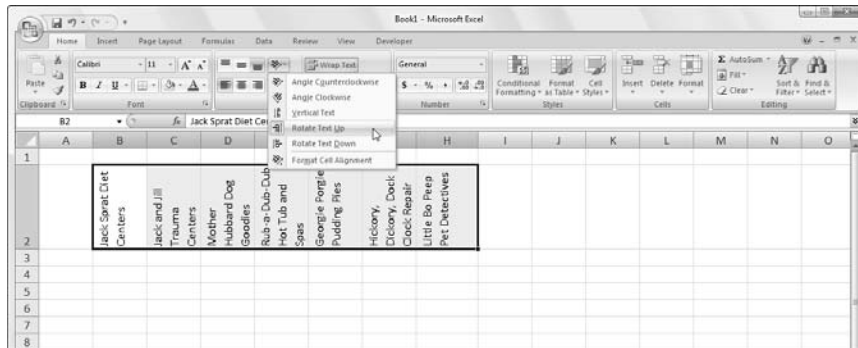 Book1 - Microsoft Excel
Home Insert Page Layout Formulas Data Review View Developer
Calibri 11 A A Wrap Text General Σ AutoSum
Paste B I U A $ % , Conditional Formatting Format as Table Cell Styles Insert Delete Format Fill Clear Sort & Filter Find & Select
Clipboard Font Number Styles Cells Editing
Angle Counterclockwise
Angle Clockwise
Vertical Text
Rotate Text Up
Rotate Text Down
Format Cell Alignment
B2 fx Jack Sprat Diet Ce
A B C D H I J K L M N O
1
2
Jack Sprat Diet
Centers
Jack and Jill
Trauma
Centers
Mother
Hubbard Dog
Goodies
Rub-a-Dub-Dub
Hot Tub and
Spas
Georgie Porgie
Pudding Pies
Hickory,
Dickory, Dock
Clock Repair
Little Bo Peep
Pet Detectives
3
4
5
6
7
8